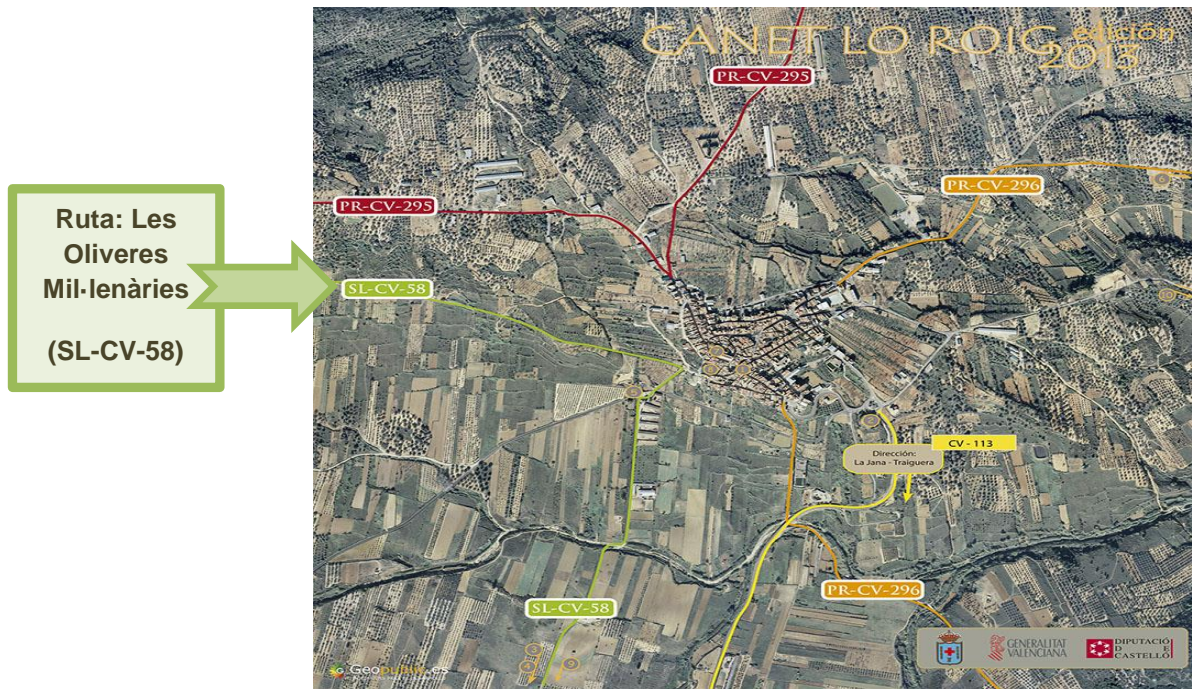 CANET LO ROIG edición
2013
PR-CV-295
PR-CV-296
PR-CV-295
Ruta: Les
Oliveres
Mil·lenàries
(SL-CV-58)
SL-CV-58
CV - 113
Dirección:
La Jana - Traiguera
PR-CV-296
SL-CV-58
GENERALITAT
VALENCIANA
DIPUTACIÓ
D
CASTELLÓ